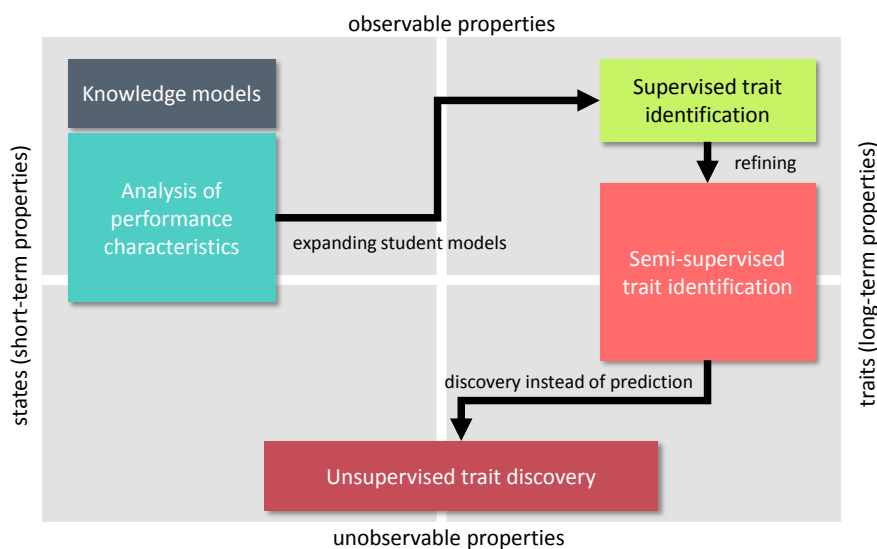 observable properties
Knowledge models
Supervised trait
identification
Analysis of
performance
characteristics
refining
expanding student models
Semi-supervised
trait identification
states (short-term properties)
traits (long-term properties)
discovery instead of prediction
Unsupervised trait discovery
unobservable properties